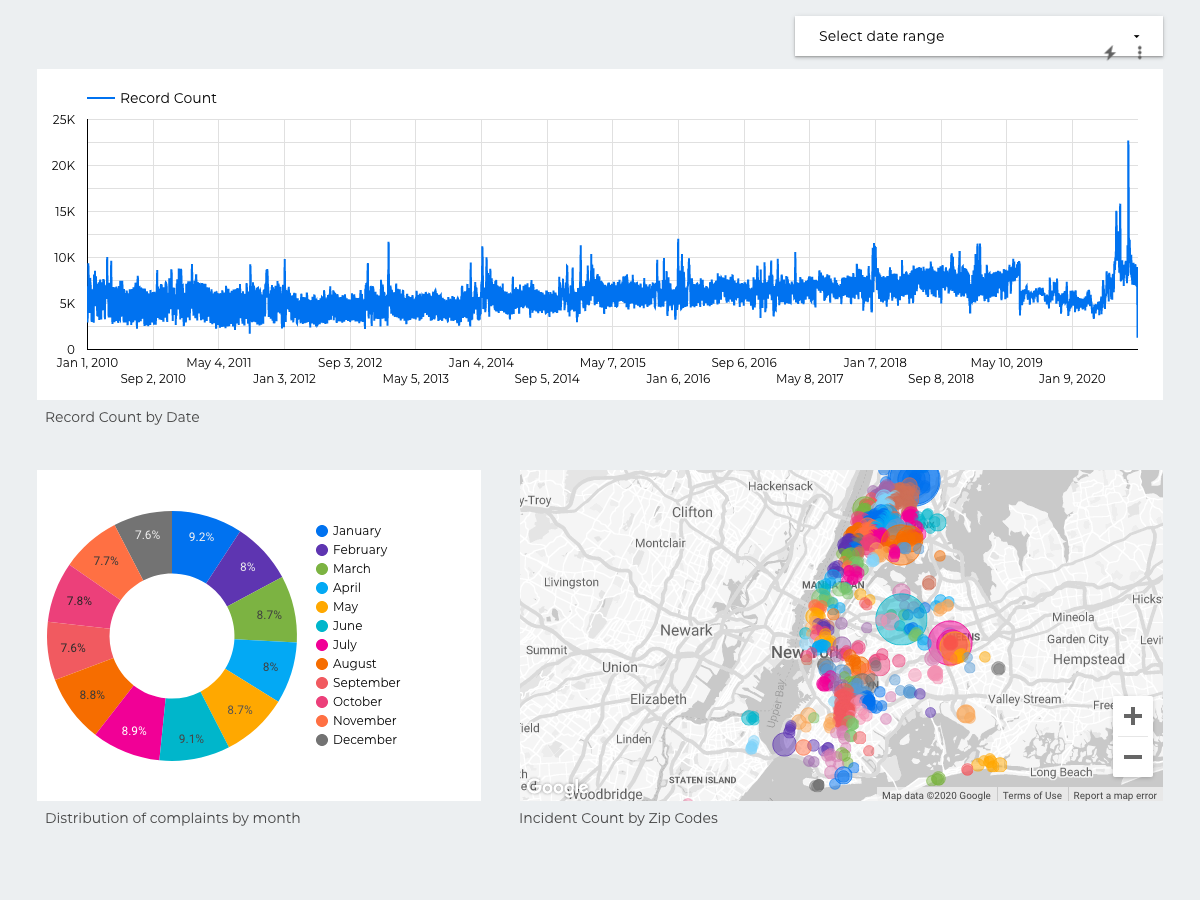 Select date range
Record Count
25K
20K
15K
10K
5K
0
Jan 1, 2010
May 4, 2011
Sep 3, 2012
Jan 4, 2014
May 7, 2015
Sep 6, 2016
Jan 7, 2018
May 10, 2019
Sep 2, 2010
Jan 3, 2012
May 5, 2013
Sep 5, 2014
Jan 6, 2016
May 8, 2017
Sep 8, 2018
Jan 9, 2020
Record Count by Date
9.2%
8%
8.7%
8%
8.7%
9.1%
8.9%
8.8%
7.6%
7.8%
7.7%
7.6%
January
February
March
April
May
June
July
August
September
October
November
December
Distribution of complaints by month
y-Troy
Hackensack
Clifton
Montclair
Livingston
MANHATTAN
Hicks
Mineola
Newark
Garden City
Levi
Summit
New York
Hempstead
Union
Elizabeth
Valley Stream
Free
Upper Bay
field
Linden
Long Beach
STATEN ISLAND
Google
Woodbridge
Map data ©2020 Google
Terms of Use
Report a map error
Incident Count by Zip Codes